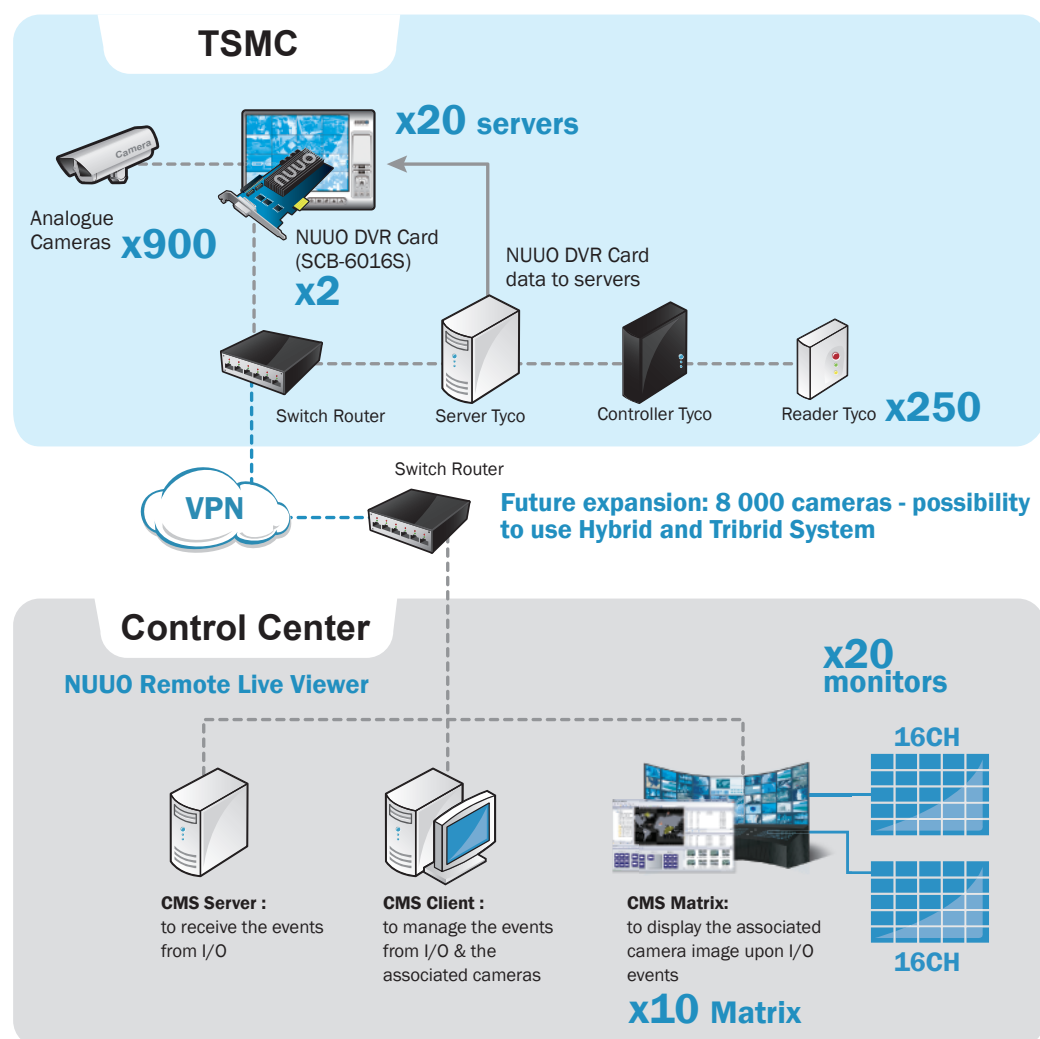 TSMC
x20 servers
Camera
nuuo
Analogue
Cameras x900
NUUO DVR Card
(SCB-6016S)
x2
NUUO DVR Card
data to servers
Switch Router
Server Tyco
Controller Tyco
Reader Tyco x250
VPN
Switch Router
Future expansion: 8 000 cameras - possibility
to use Hybrid and Tribrid System
Control Center
NUUO Remote Live Viewer
x20
monitors
16CH
16CH
CMS Server :
to receive the events
from I/O
CMS Client :
to manage the events
from I/O & the
associated cameras
CMS Matrix:
to display the associated
camera image upon I/O
events
x10 Matrix